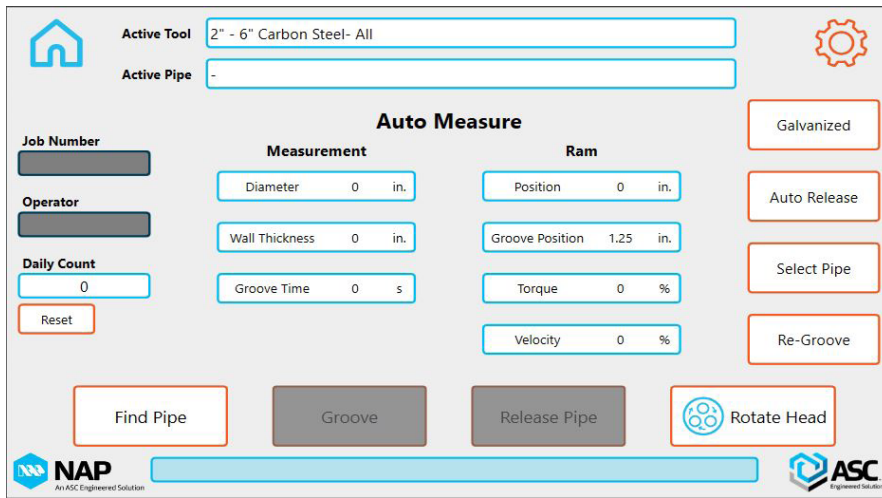 Active Tool 2" - 6" Carbon Steel- All
Active Pipe -
Auto Measure
Job Number
Operator
Daily Count
0
Reset
Measurement
Diameter 0 in.
Wall Thickness 0 in.
Groove Time 0 s
Ram
Position 0 in.
Groove Position 1.25 in.
Torque 0 %
Velocity 0 %
Galvanized
Auto Release
Select Pipe
Re-Groove
Find Pipe
Groove
Release Pipe
Rotate Head
NAP
An ASC Engineered Solution
ASC
Engineered Solutions